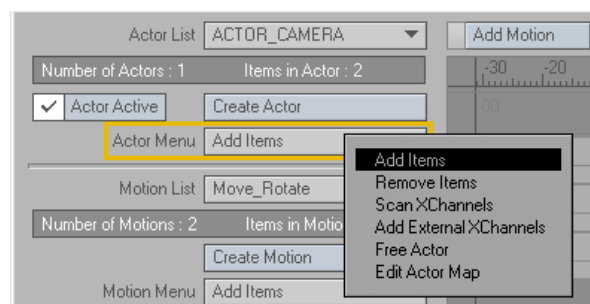 Actor List ACTOR_CAMERA Add Motion
Number of Actors : 1 Items in Actor : 2 -30 -20
Actor Active Create Actor 00
Actor Menu Add Items
Add Items
Remove Items
Scan XChannels
Add External XChannels
Free Actor
Edit Actor Map
Motion List Move_Rotate
Number of Motions : 2 Items in Motio
Create Motion
Motion Menu Add Items